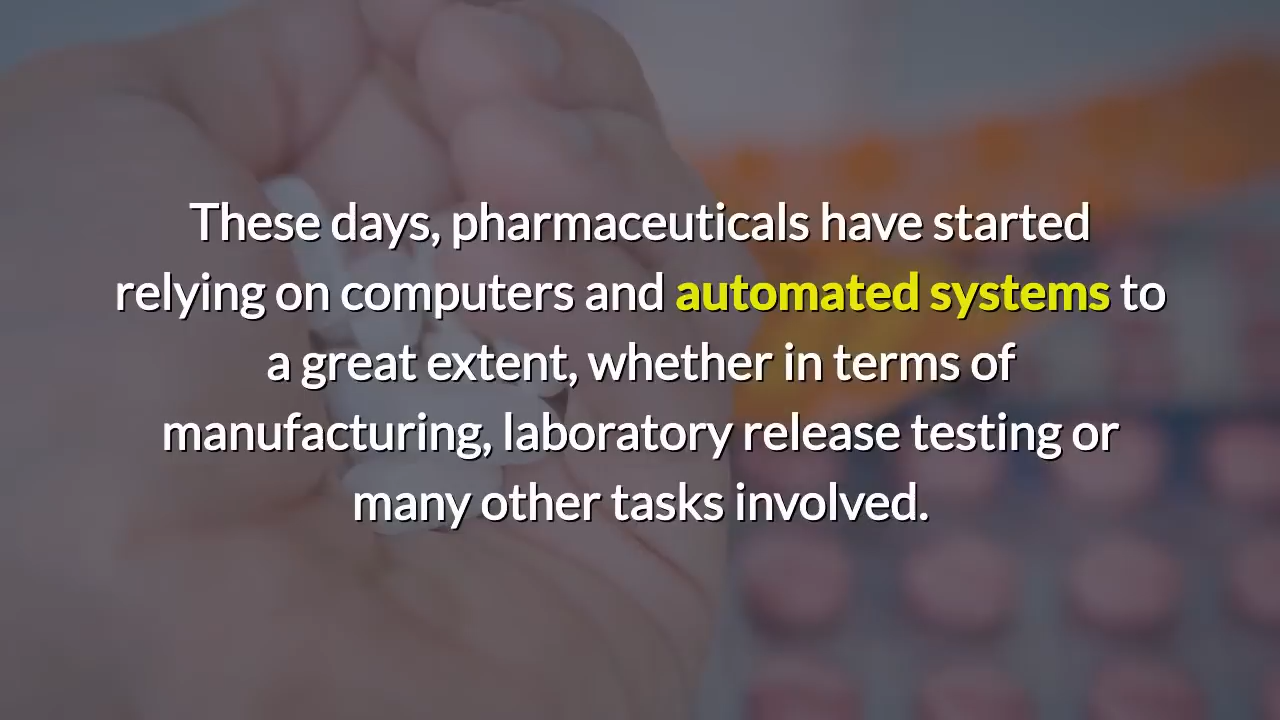 These days, pharmaceuticals have started
relying on computers and automated systems to
a great extent, whether in terms of
manufacturing, laboratory release testing or
many other tasks involved.